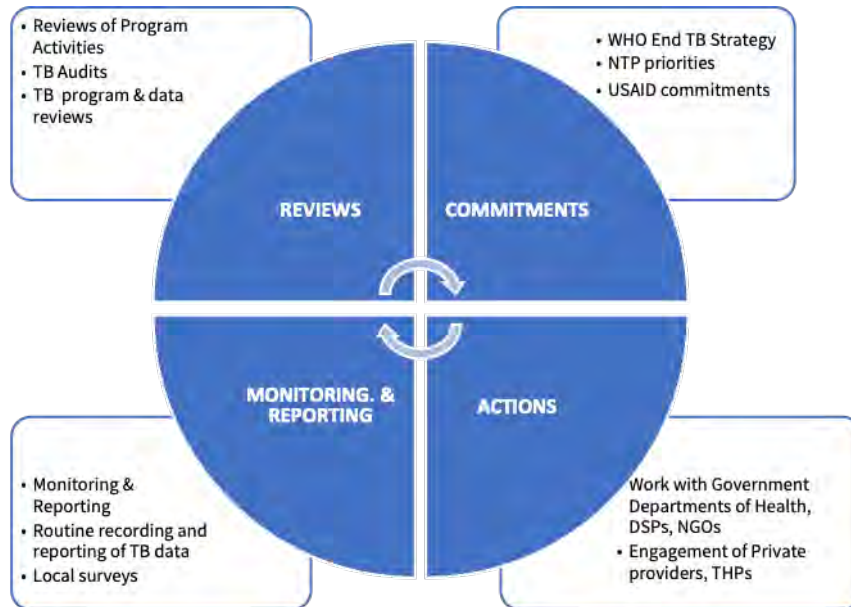 • Reviews of Program
Activities
• TB Audits
• TB program & data
reviews
• WHO End TB Strategy
• NTP priorities
• USAID commitments
REVIEWS
COMMITMENTS
MONITORING. &
REPORTING
ACTIONS
• Monitoring &
Reporting
• Routine recording and
reporting of TB data
• Local surveys
Work with Government
Departments of Health,
DSPs, NGOs
• Engagement of Private
providers, THPs